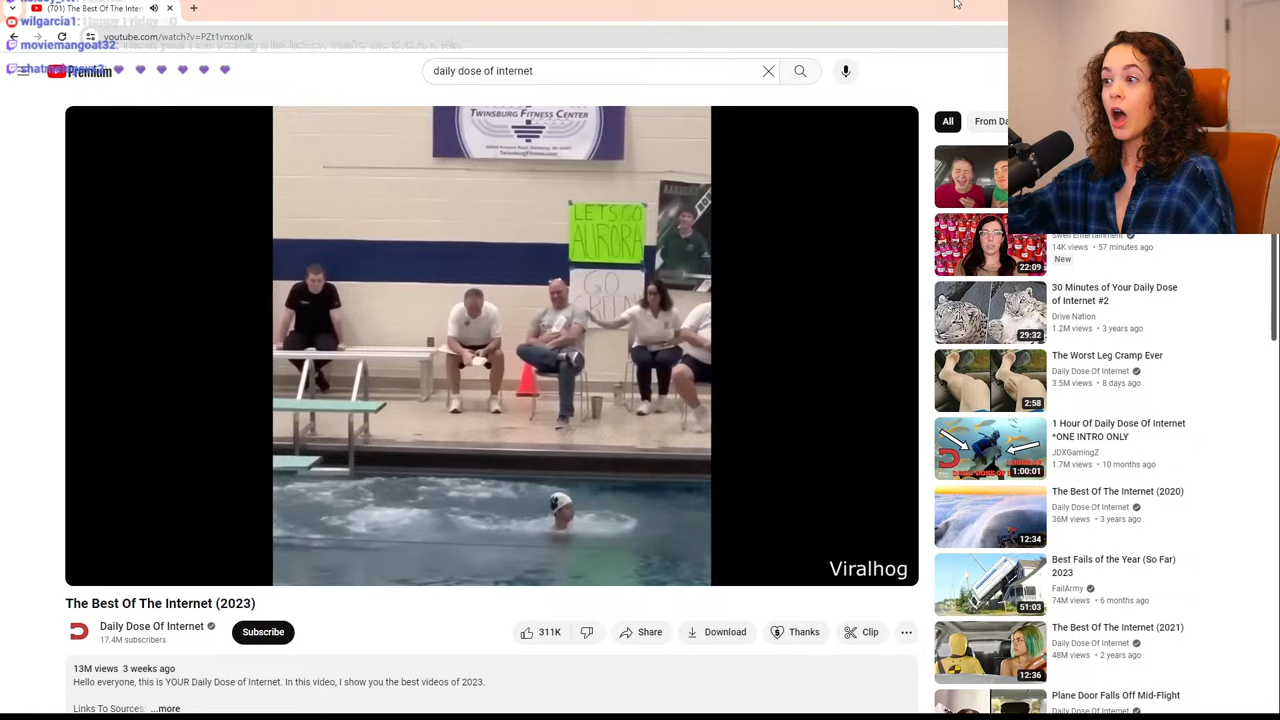 (701) The Best Of The Inter
wilgarcia1: Happy Friday :D
youtube.com/watch?v=PZt1vnxonJk
moviemangoat32:
Premium
daily dose of internet
TWINSBURG FITNESS CENTER
TwinsburgFitness.com
LETS GO
AURORA
GO
GREEN
Viralhog
The Best Of The Internet (2023)
Daily Dose Of Internet
17.4M subscribers
Subscribe
311K
Share
Download
Thanks
Clip
13M views 3 weeks ago
Hello everyone, this is YOUR Daily Dose of Internet. In this video, I show you the best videos of 2023.
Links To Sources: ...more
All
From Da
Swell Entertainment
14K views • 57 minutes ago
New
22:09
30 Minutes of Your Daily Dose
of Internet #2
Drive Nation
1.2M views • 3 years ago
29:32
The Worst Leg Cramp Ever
Daily Dose Of Internet
3.5M views • 8 days ago
2:58
1 Hour Of Daily Dose Of Internet
*ONE INTRO ONLY
JDXGamingZ
1.7M views • 10 months ago
1:00:01
The Best Of The Internet (2020)
Daily Dose Of Internet
36M views • 3 years ago
12:34
Best Fails of the Year (So Far)
2023
FailArmy
74M views • 6 months ago
51:03
The Best Of The Internet (2021)
Daily Dose Of Internet
48M views • 2 years ago
12:36
Plane Door Falls Off Mid-Flight
Daily Dose Of Internet